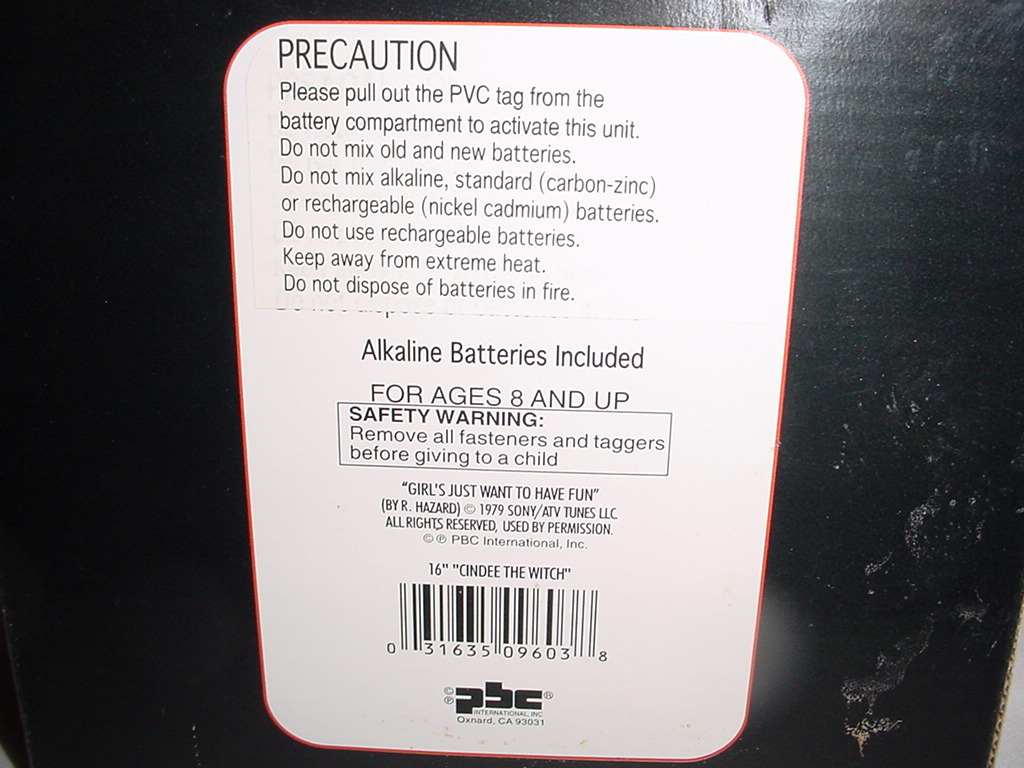 PRECAUTION
Please pull out the PVC tag from the
battery compartment to activate this unit.
Do not mix old and new batteries.
Do not mix alkaline, standard (carbon-zinc)
or rechargeable (nickel cadmium) batteries.
Do not use rechargeable batteries.
Keep away from extreme heat.
Do not dispose of batteries in fire.
Alkaline Batteries Included
FOR AGES 8 AND UP
SAFETY WARNING:
Remove all fasteners and taggers
before giving to a child
"GIRL'S JUST WANT TO HAVE FUN"
(BY R. HAZARD) © 1979 SONY/ATV TUNES LLC
ALL RIGHTS RESERVED, USED BY PERMISSION.
©℗ PBC International, Inc.
16" "CINDEE THE WITCH"
0 31635 09603 8
©℗ pbc®
INTERNATIONAL, INC.
Oxnard, CA 93031